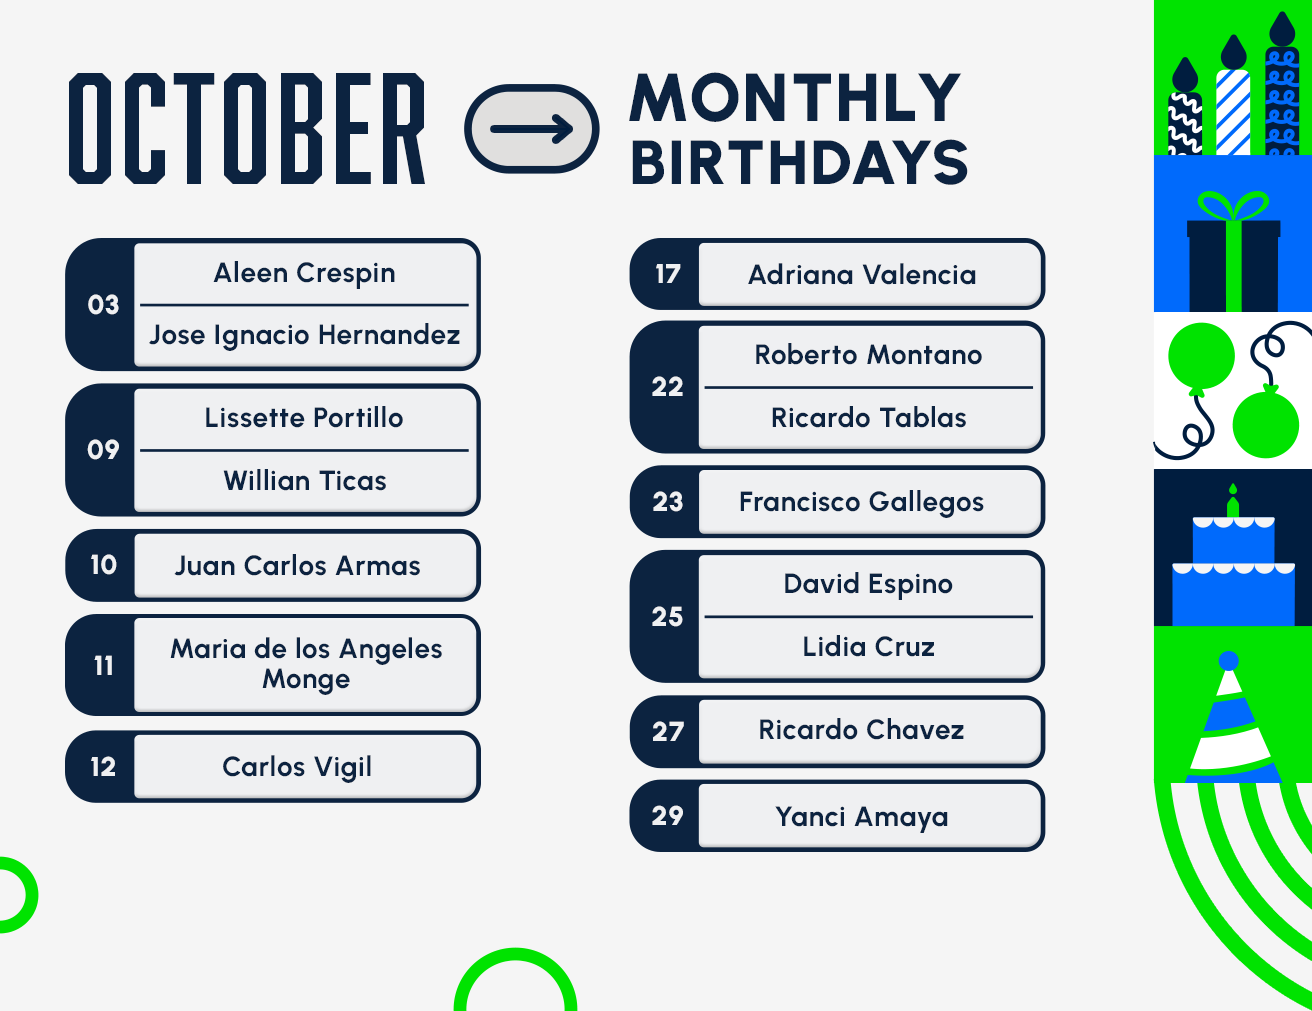 OCTOBER
MONTHLY
BIRTHDAYS
03
Aleen Crespin
Jose Ignacio Hernandez
09
Lissette Portillo
Willian Ticas
10
Juan Carlos Armas
11
Maria de los Angeles
Monge
12
Carlos Vigil
17
Adriana Valencia
22
Roberto Montano
Ricardo Tablas
23
Francisco Gallegos
25
David Espino
Lidia Cruz
27
Ricardo Chavez
29
Yanci Amaya